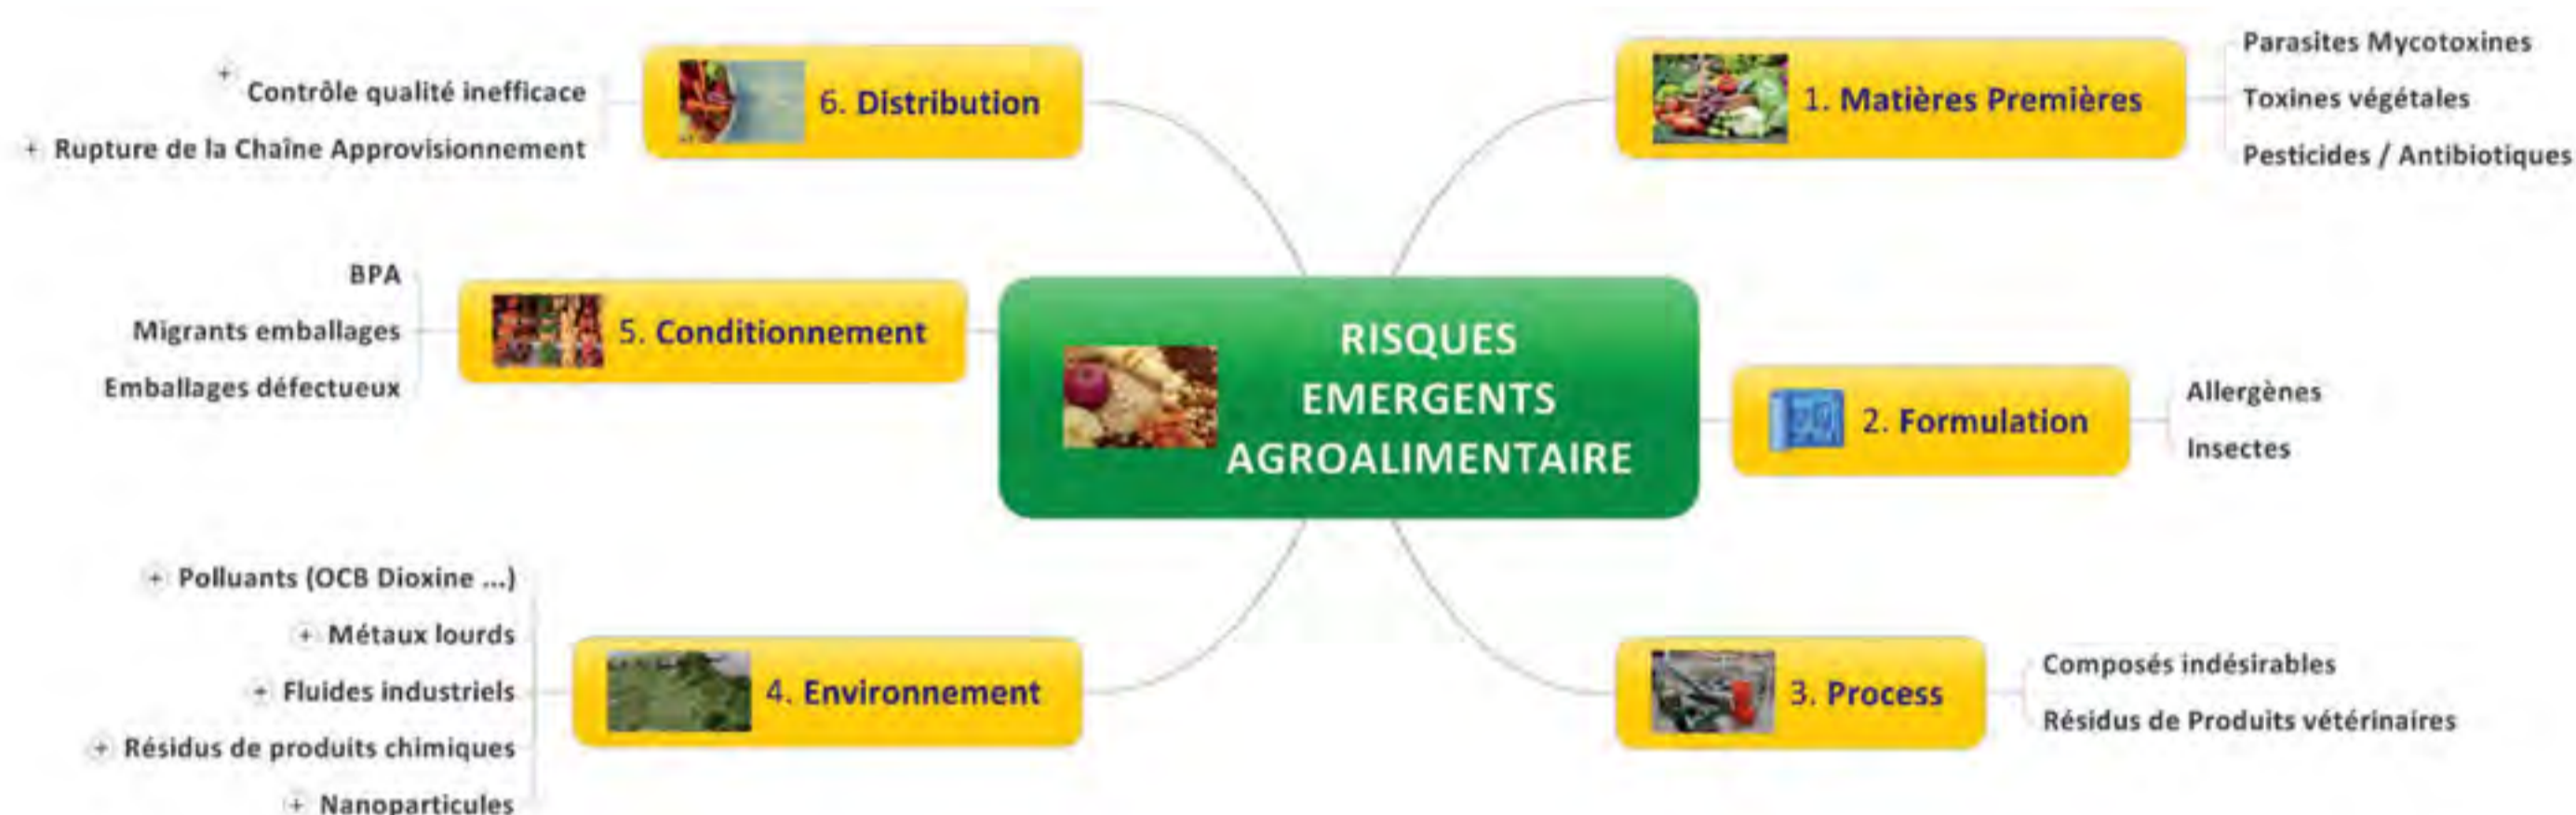 RISQUES
EMERGENTS
AGROALIMENTAIRE
1. Matières Premières
Parasites Mycotoxines
Toxines végétales
Pesticides / Antibiotiques
2. Formulation
Allergènes
Insectes
3. Process
Composés indésirables
Résidus de Produits vétérinaires
4. Environnement
+ Polluants (OCB Dioxine ...)
+ Métaux lourds
+ Fluides industriels
+ Résidus de produits chimiques
+ Nanoparticules
5. Conditionnement
BPA
Migrants emballages
Emballages défectueux
6. Distribution
+ Contrôle qualité inefficace
+ Rupture de la Chaîne Approvisionnement